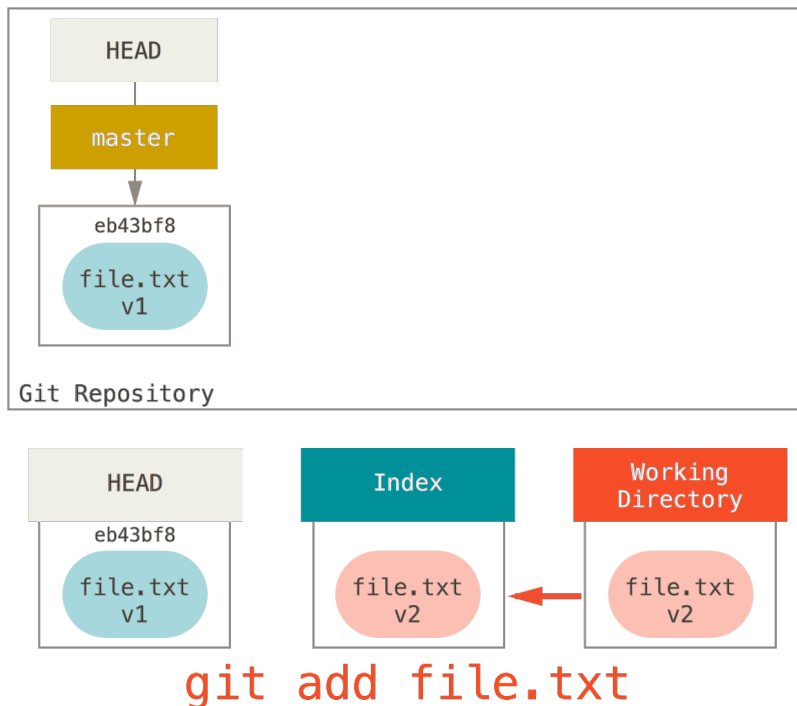 HEAD
master
eb43bf8
file.txt
v1
Git Repository
HEAD
eb43bf8
file.txt
v1
Index
file.txt
v2
Working
Directory
file.txt
v2
git add file.txt